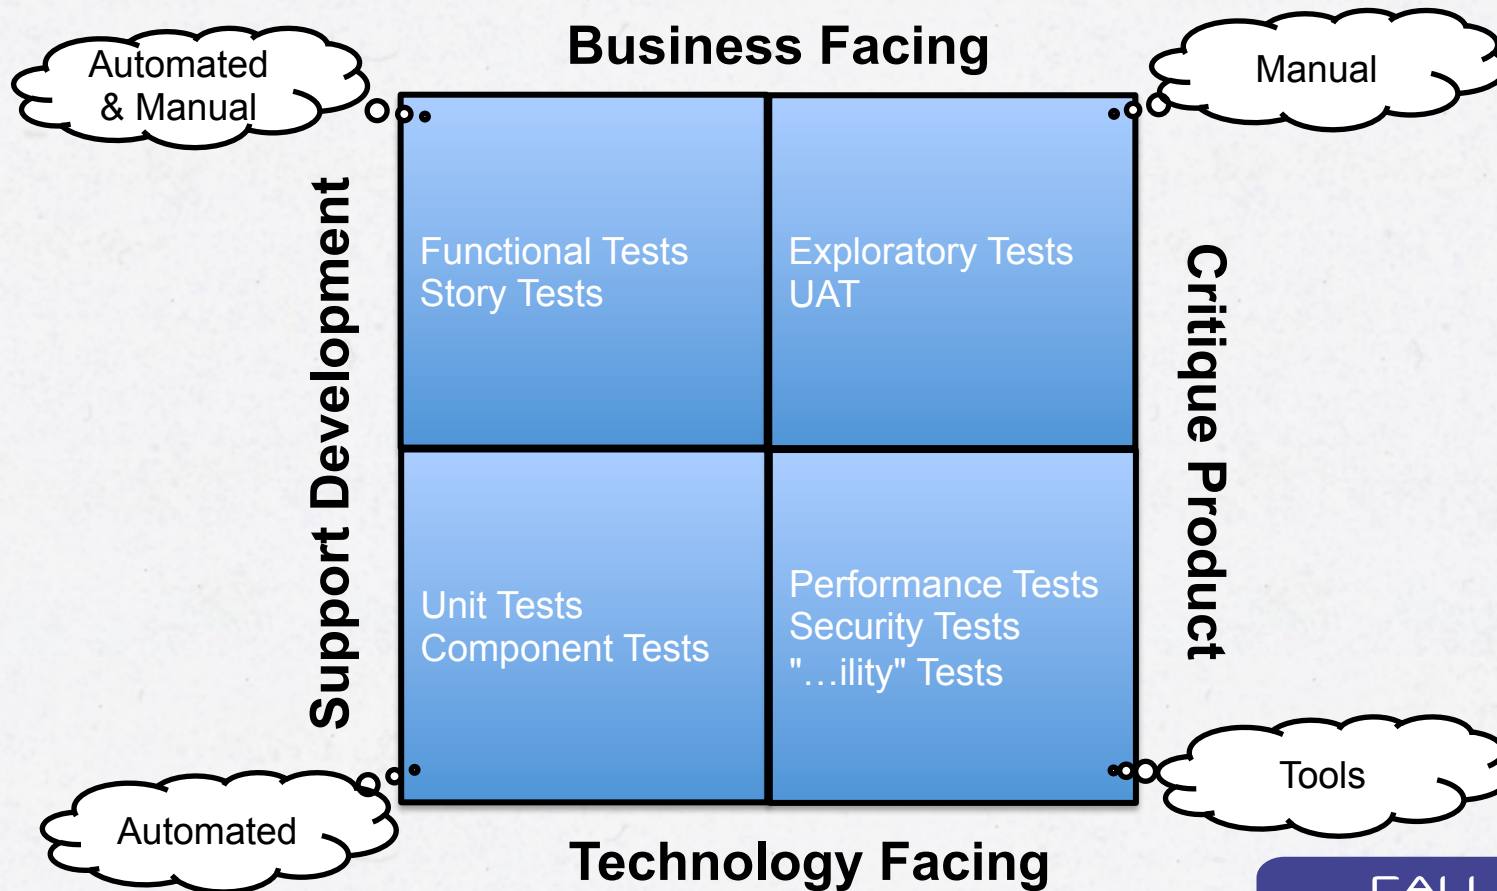 Business Facing
Automated
& Manual
Manual
Support Development
Functional Tests
Story Tests
Exploratory Tests
UAT
Critique Product
Unit Tests
Component Tests
Performance Tests
Security Tests
"...ility" Tests
Automated
Tools
Technology Facing